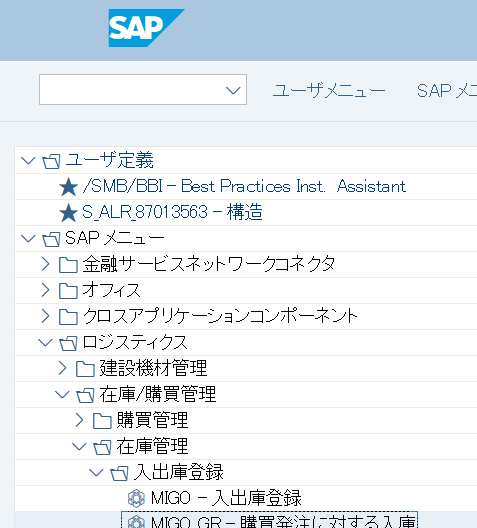 SAP
ユーザメニュー SAP メニ
ユーザ定義
/SMB/BBI - Best Practices Inst. Assistant
S_ALR_87013563 - 構造
SAP メニュー
金融サービスネットワークコネクタ
オフィス
クロスアプリケーションコンポーネント
ロジスティクス
建設機材管理
在庫/購買管理
購買管理
在庫管理
入出庫登録
MIGO - 入出庫登録
MIGO_GR - 購買発注に対する入庫